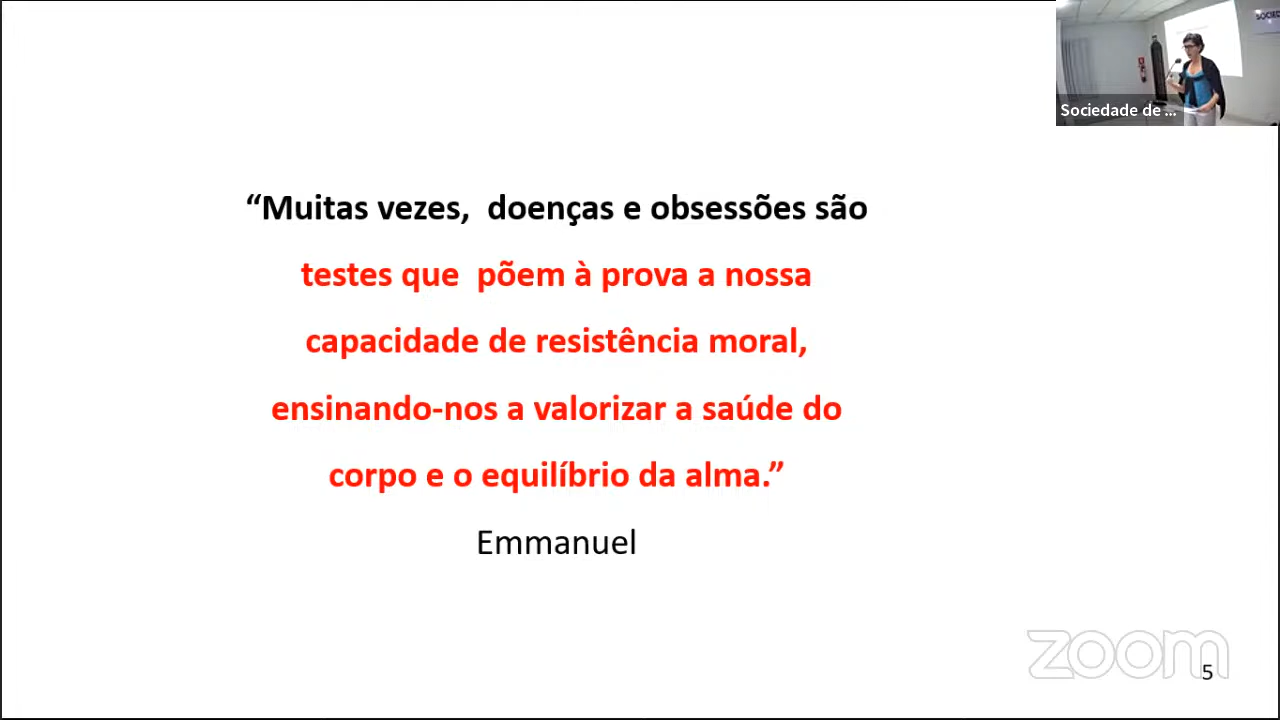 SOCIED
Sociedade de ...
“Muitas vezes,  doenças e obsessões são
testes que  põem à prova a nossa
capacidade de resistência moral,
ensinando-nos a valorizar a saúde do
corpo e o equilíbrio da alma.”
Emmanuel
zoom
5